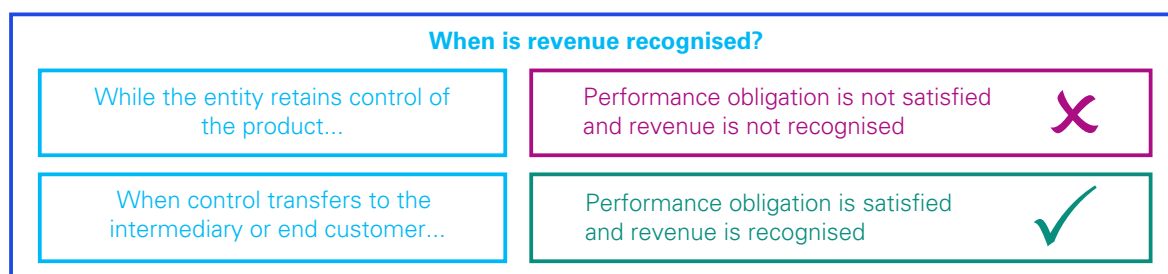 When is revenue recognised?
While the entity retains control of
the product...
Performance obligation is not satisfied
and revenue is not recognised
When control transfers to the
intermediary or end customer...
Performance obligation is satisfied
and revenue is recognised